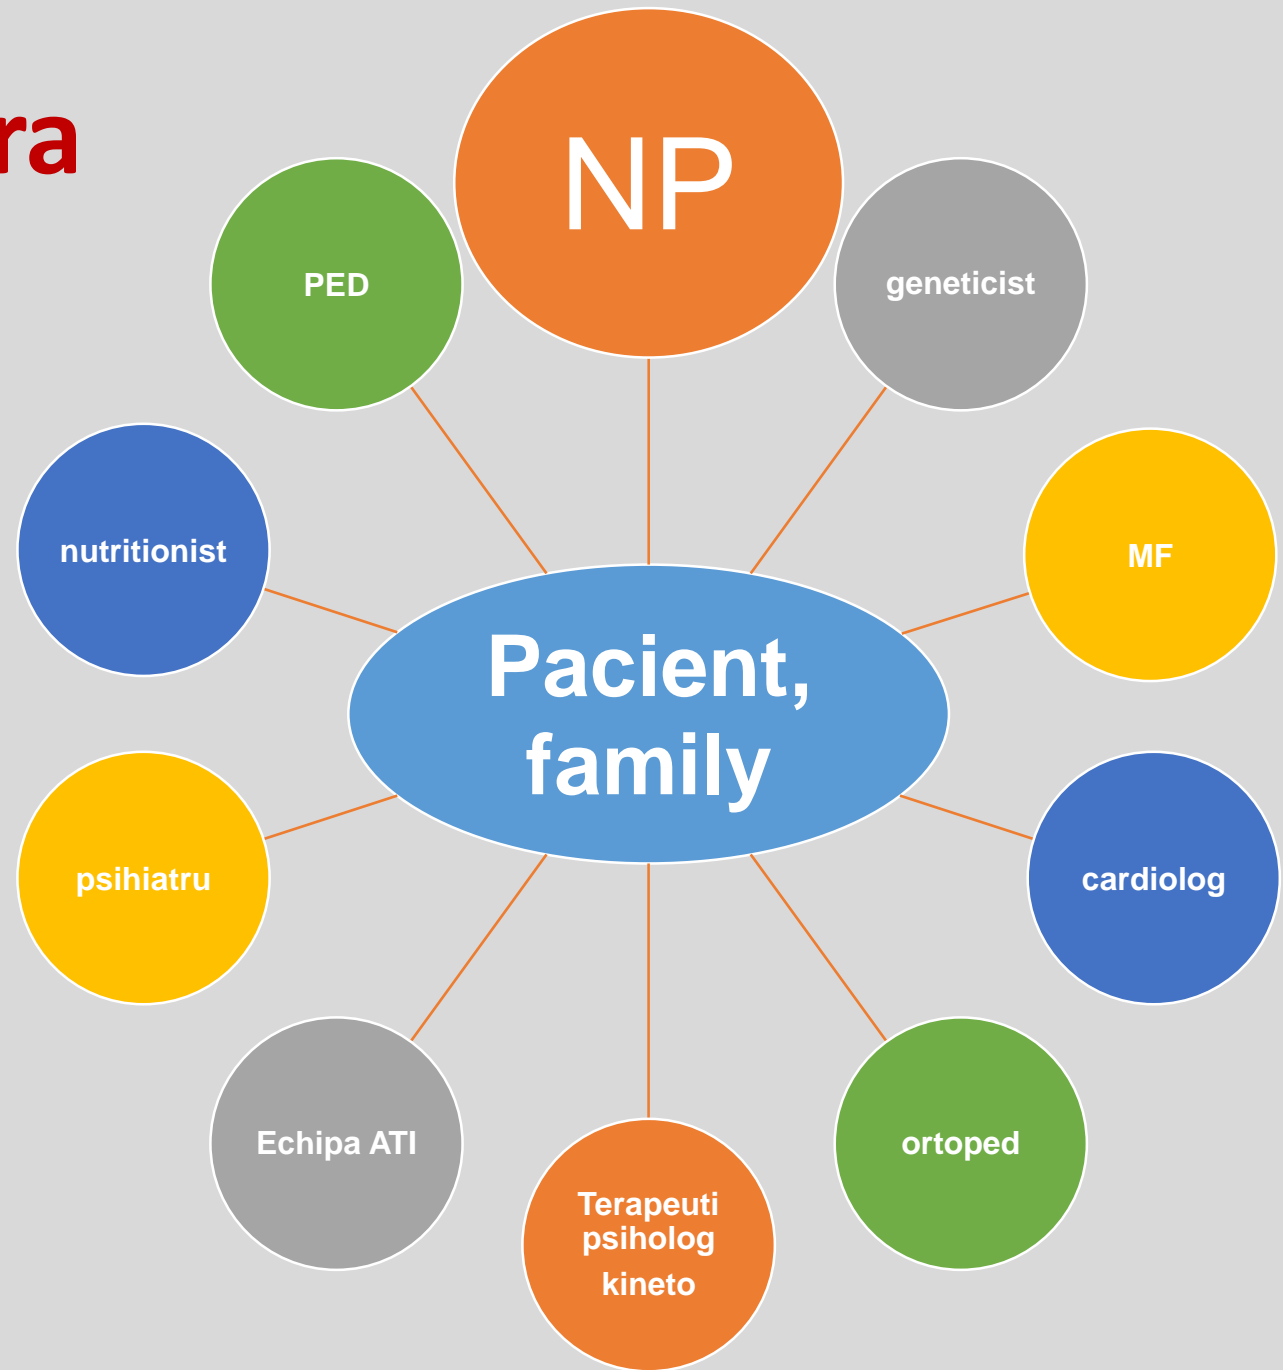 ra
NP
PED
geneticist
nutritionist
MF
Pacient,
family
psihiatru
cardiolog
Echipa ATI
ortoped
Terapeuti
psiholog
kineto